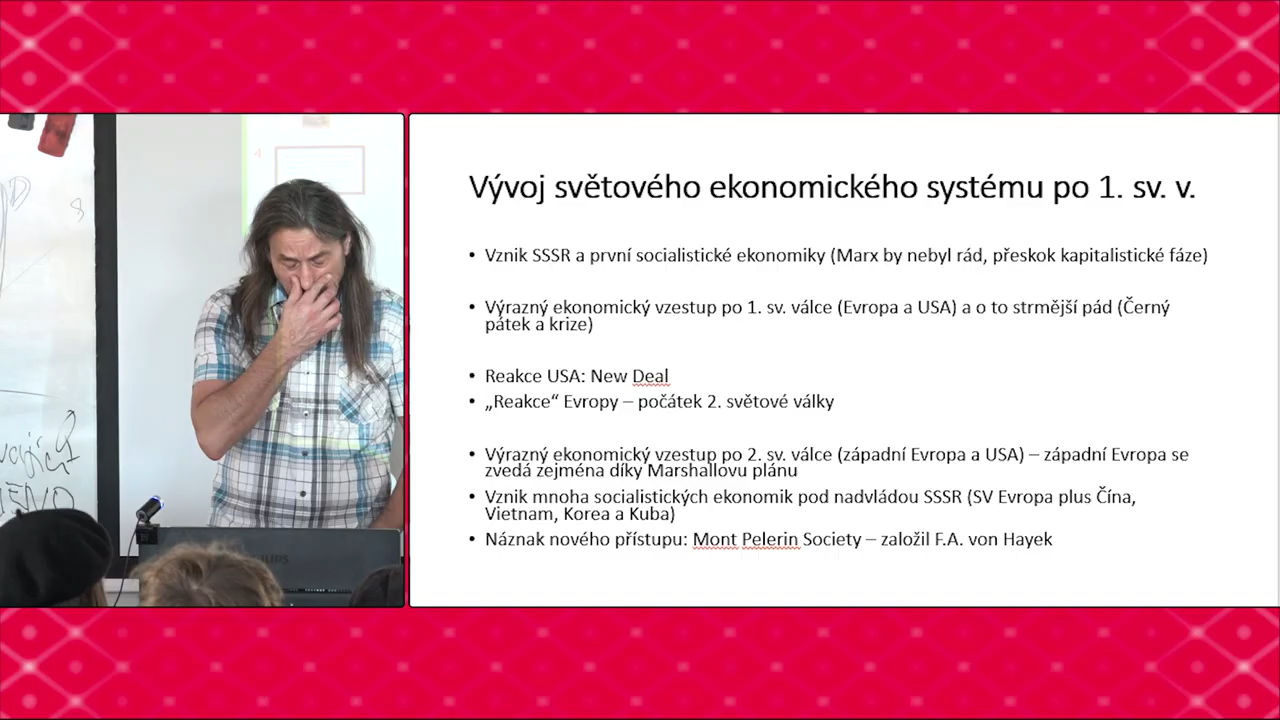 Vývoj světového ekonomického systému po 1. sv. v.
• Vznik SSSR a první socialistické ekonomiky (Marx by nebyl rád, přeskok kapitalistické fáze)
• Výrazný ekonomický vzestup po 1. sv. válce (Evropa a USA) a o to strmější pád (Černý
pátek a krize)
• Reakce USA: New Deal
• „Reakce“ Evropy – počátek 2. světové války
• Výrazný ekonomický vzestup po 2. sv. válce (západní Evropa a USA) – západní Evropa se
zvedá zejména díky Marshallovu plánu
• Vznik mnoha socialistických ekonomik pod nadvládou SSSR (SV Evropa plus Čína,
Vietnam, Korea a Kuba)
• Náznak nového přístupu: Mont Pelerin Society – založil F.A. von Hayek
4
8
PHILIPS